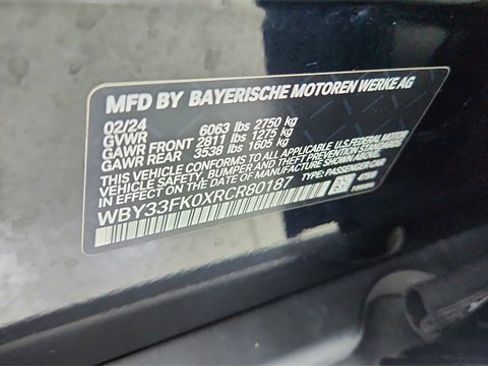 MFD BY BAYERISCHE MOTOREN WERKE AG
02/24
GVWR 6063 lbs 2750 kg
GAWR FRONT 2811 lbs 1275 kg
GAWR REAR 3538 lbs 1605 kg
THIS VEHICLE CONFORMS TO ALL APPLICABLE U.S. FEDERAL MOTOR
VEHICLE SAFETY, BUMPER, AND THEFT PREVENTION STANDARDS
IN EFFECT ON THE DATE OF MANUFACTURE SHOWN ABOVE.
WBY33FK0XRCR80187 TYPE: PASSENGER CAR